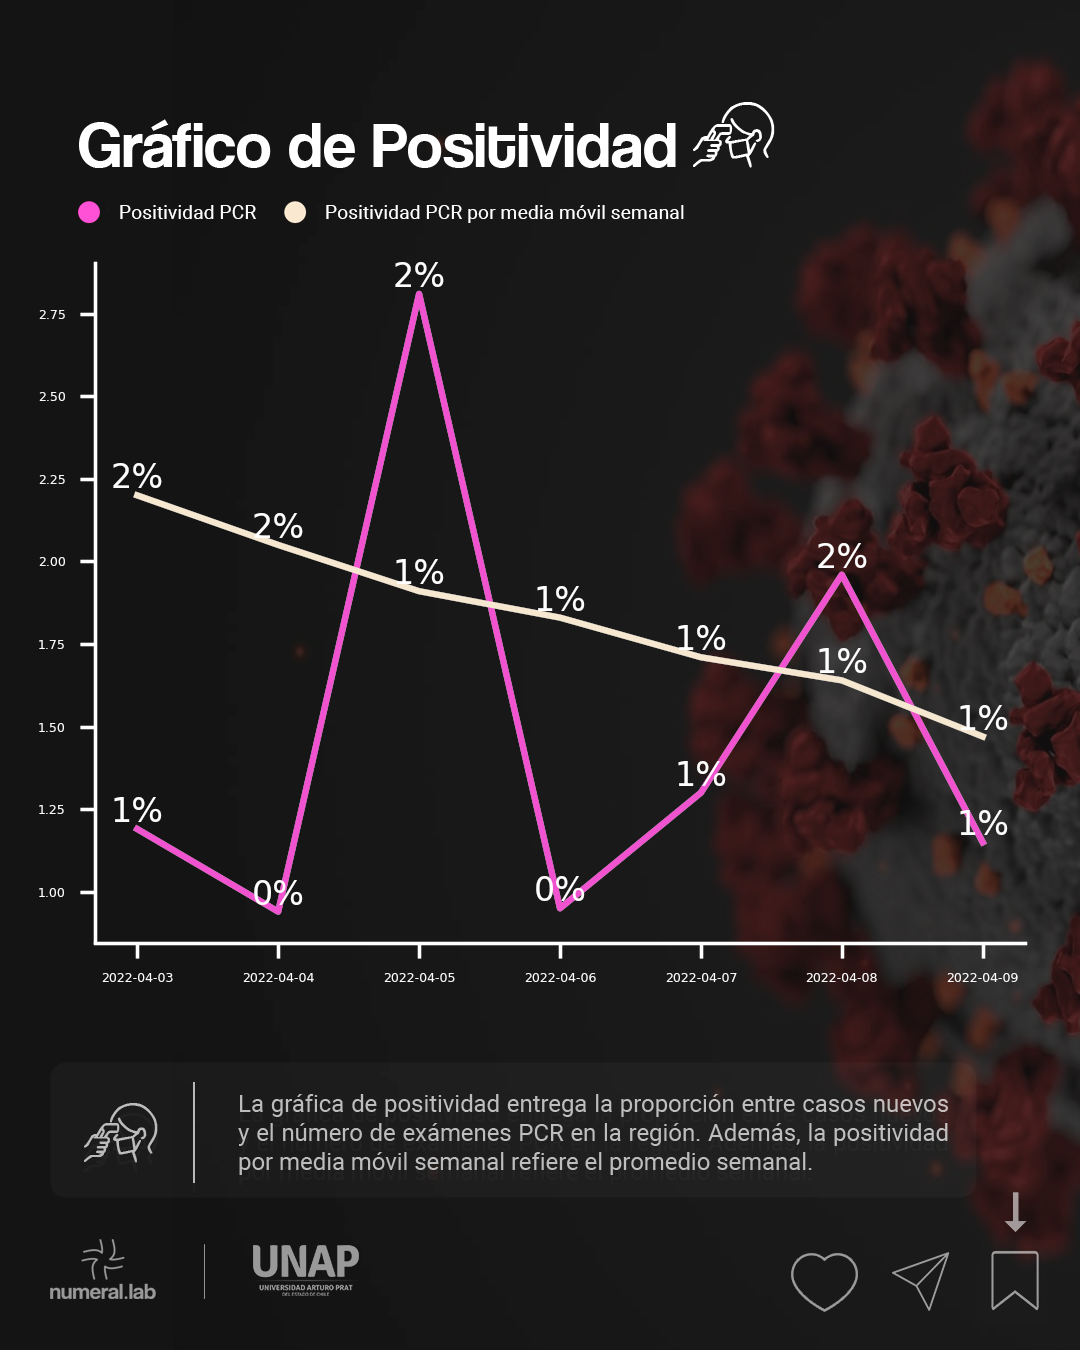 Gráfico de Positividad
Positividad PCR
Positividad PCR por media móvil semanal
2.75
2.50
2.25
2.00
1.75
1.50
1.25
1.00
2%
2%
2%
1%
1%
2%
1%
1%
1%
1%
1%
1%
0%
0%
2022-04-03
2022-04-04
2022-04-05
2022-04-06
2022-04-07
2022-04-08
2022-04-09
La gráfica de positividad entrega la proporción entre casos nuevos
y el número de exámenes PCR en la región. Además, la positividad
por media móvil semanal refiere el promedio semanal.
numeral.lab
UNAP
UNIVERSIDAD ARTURO PRAT
DEL ESTADO DE CHILE